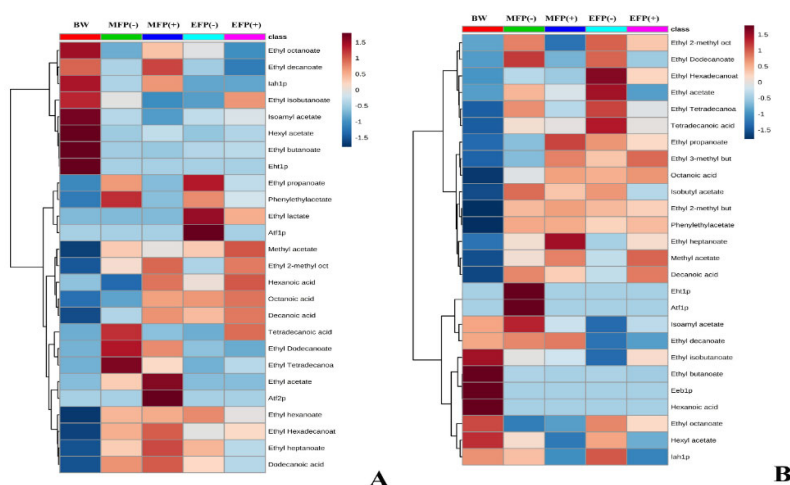 BW MFP(-) MFP(+) EFP(-) EFP(+)
class
Ethyl octanoate
Ethyl decanoate
Iah1p
Ethyl Isobutanoate
Isoamyl acetate
Hexyl acetate
Ethyl butanoate
Eht1p
Ethyl propanoate
Phenylethylacetate
Ethyl lactate
Atf1p
Methyl acetate
Ethyl 2-methyl oct
Hexanoic acid
Octanoic acid
Decanoic acid
Tetradecanoic acid
Ethyl Dodecanoate
Ethyl Tetradecanoa
Ethyl acetate
Atf2p
Ethyl hexanoate
Ethyl Hexadecanoat
Ethyl heptanoate
Dodecanoic acid
1.5
1
0.5
0
-0.5
-1
-1.5
A
BW MFP(-) MFP(+) EFP(-) EFP(+)
class
Ethyl 2-methyl oct
Ethyl Dodecanoate
Ethyl Hexadecanoat
Ethyl acetate
Ethyl Tetradecanoa
Tetradecanoic acid
Ethyl propanoate
Ethyl 3-methyl but
Octanoic acid
Isobutyl acetate
Ethyl 2-methyl but
Phenylethylacetate
Ethyl heptanoate
Methyl acetate
Decanoic acid
Eht1p
Atf1p
Isoamyl acetate
Ethyl decanoate
Ethyl isobutanoate
Ethyl butanoate
Eeb1p
Hexanoic acid
Ethyl octanoate
Hexyl acetate
Iah1p
1.5
1
0.5
0
-0.5
-1
-1.5
B